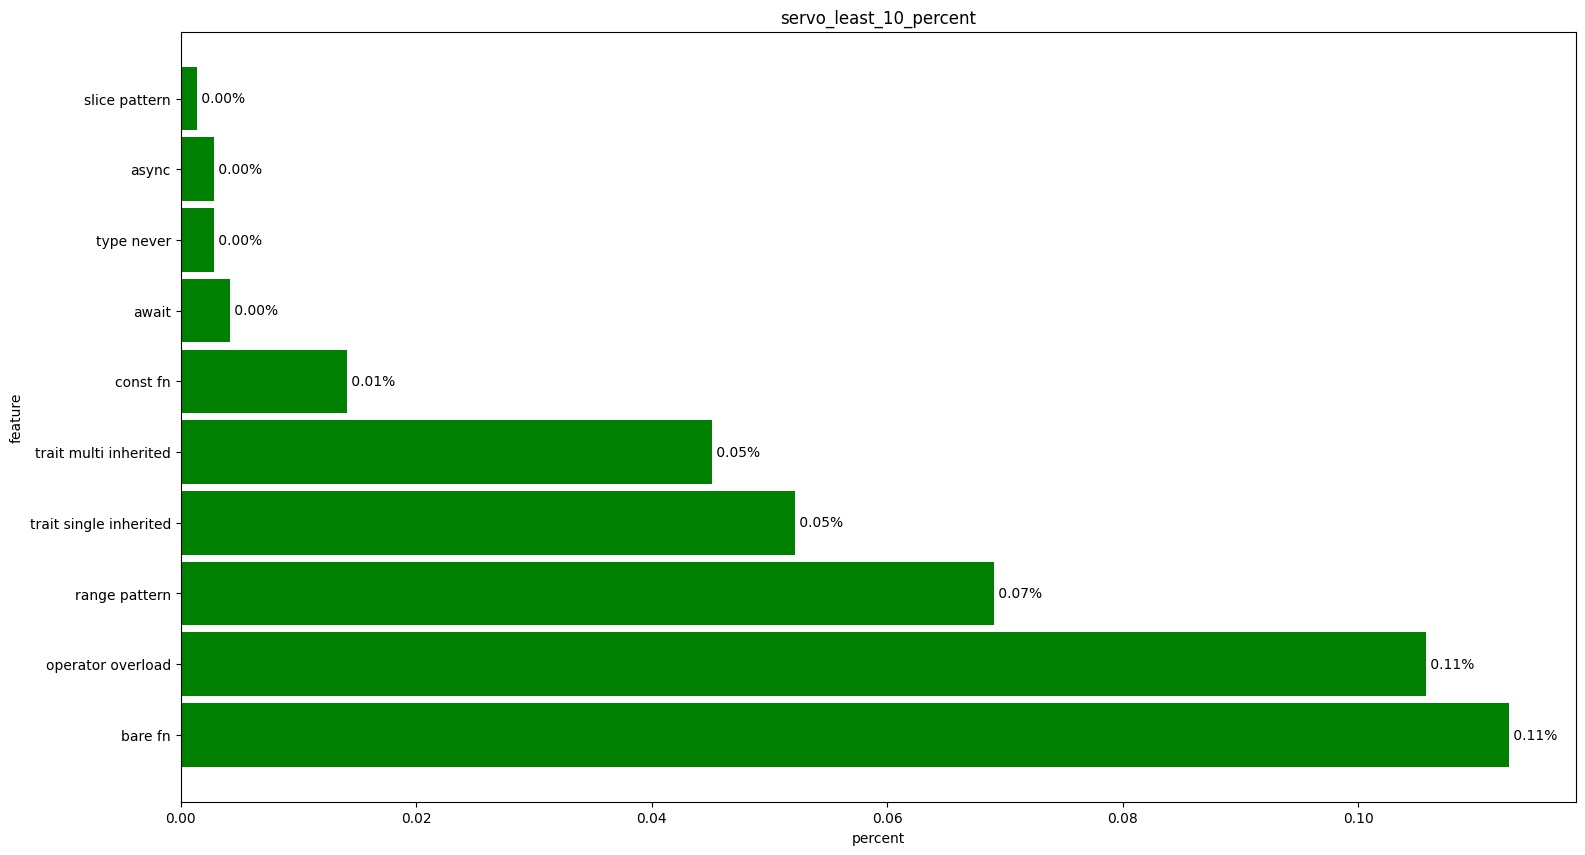 servo_least_10_percent
feature
slice pattern 0.00%
async 0.00%
type never 0.00%
await 0.00%
const fn 0.01%
trait multi inherited 0.05%
trait single inherited 0.05%
range pattern 0.07%
operator overload 0.11%
bare fn 0.11%
0.00 0.02 0.04 0.06 0.08 0.10
percent